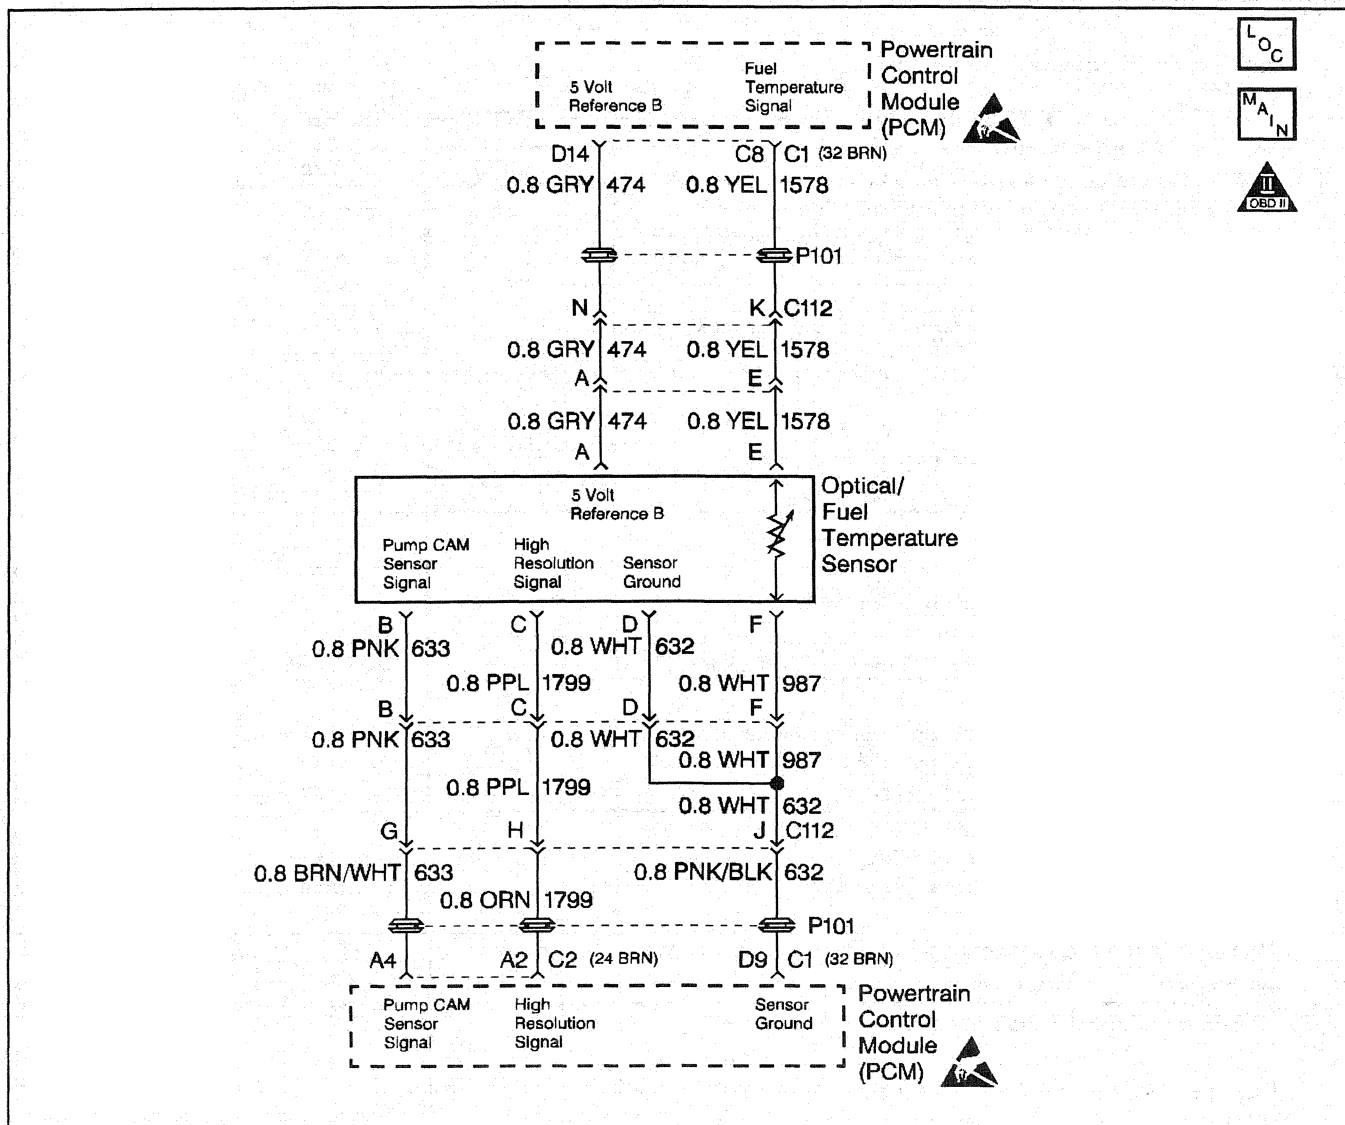 Powertrain
Control
Module
(PCM)
LOC
MAIN
II
OBD II
5 Volt
Reference B
Fuel
Temperature
Signal
D14
C8 C1 (32 BRN)
0.8 GRY 474
0.8 YEL 1578
P101
N
K C112
0.8 GRY 474
0.8 YEL 1578
A
E
0.8 GRY 474
0.8 YEL 1578
A
E
5 Volt
Reference B
Optical/
Fuel
Temperature
Sensor
Pump CAM
Sensor
Signal
High
Resolution
Signal
Sensor
Ground
B
C
D
F
0.8 PNK 633
0.8 WHT 632
0.8 PPL 1799
0.8 WHT 987
B
C
D
F
0.8 PNK 633
0.8 WHT 632
0.8 WHT 987
0.8 PPL 1799
0.8 WHT 632
G
H
J C112
0.8 BRN/WHT 633
0.8 PNK/BLK 632
0.8 ORN 1799
P101
A4
A2 C2 (24 BRN)
D9 C1 (32 BRN)
Pump CAM
Sensor
Signal
High
Resolution
Signal
Sensor
Ground
Powertrain
Control
Module
(PCM)